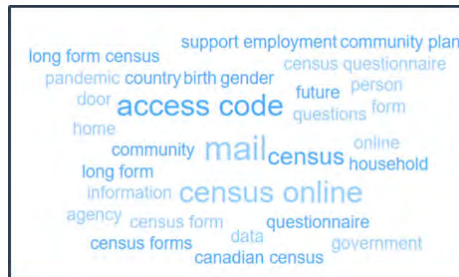 support employment community plan
long form census
census questionnaire
pandemic country birth gender
person
future
door
access code
questions form
home
community
mail
census
online
household
long form
information
census online
agency
census form
questionnaire
census forms
data
government
canadian census